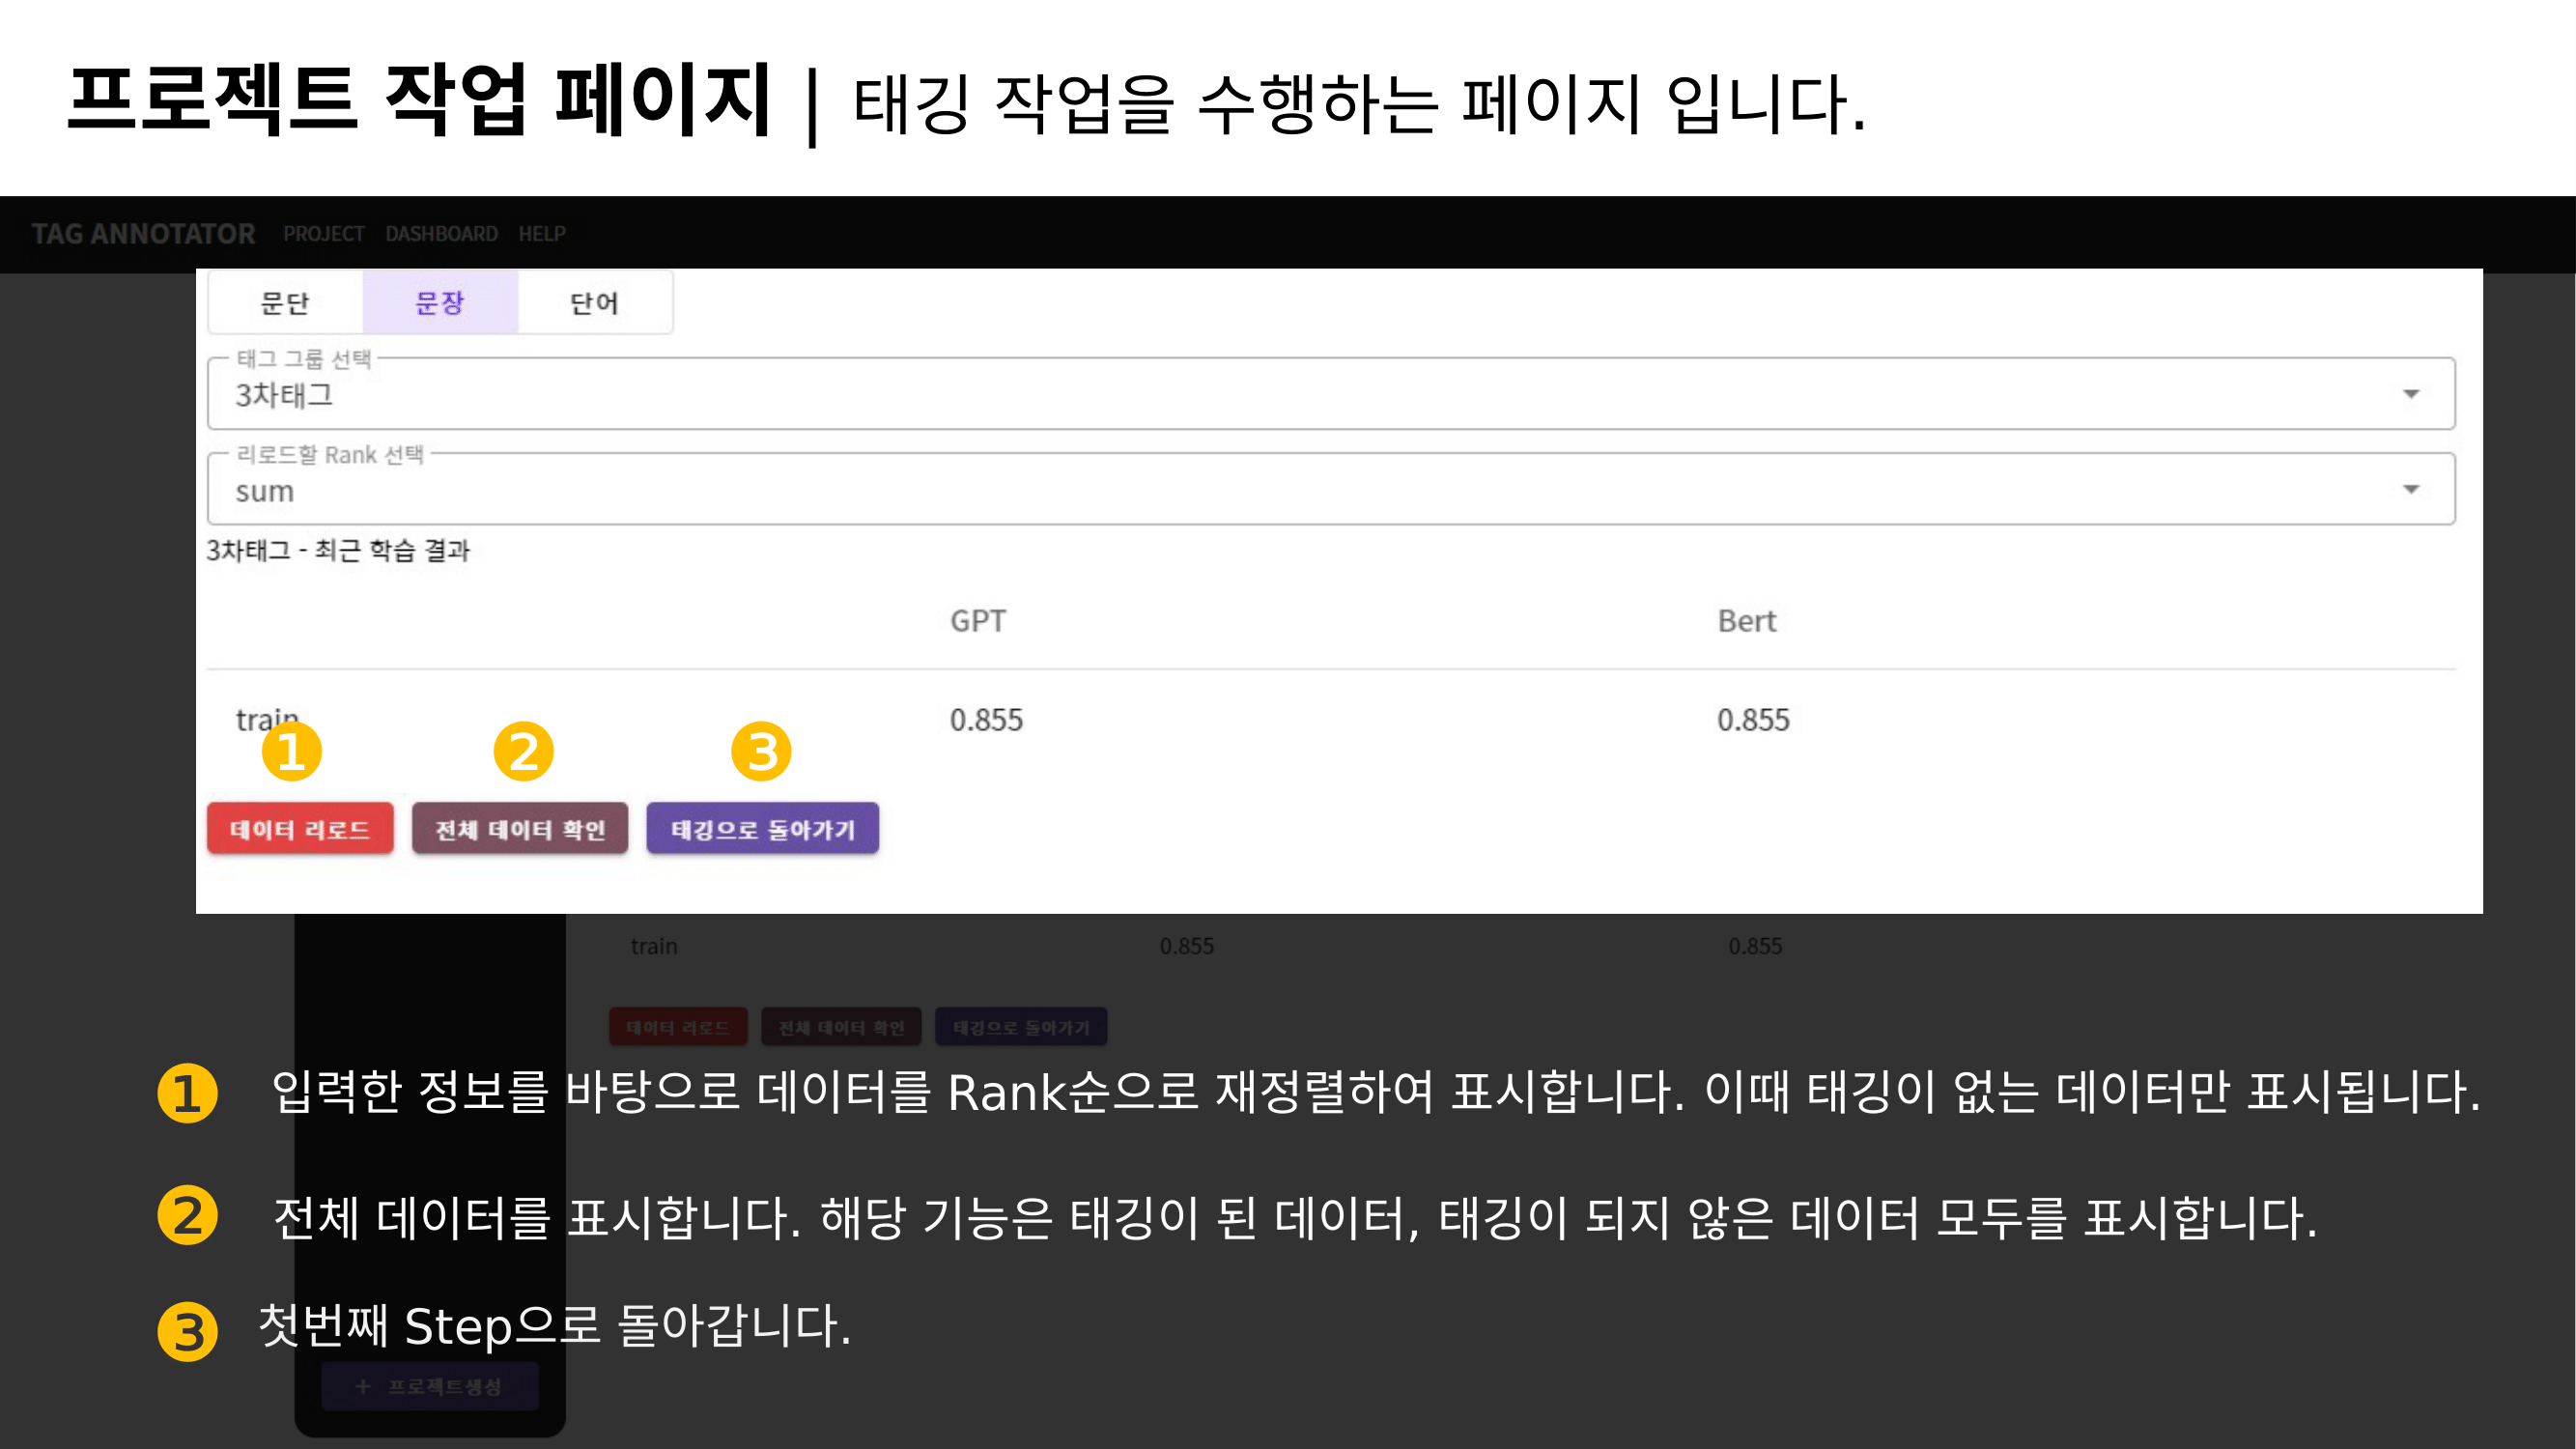 프로젝트 작업 페이지 | 태깅 작업을 수행하는 페이지 입니다.
TAG ANNOTATOR PROJECT DASHBOARD HELP
문단 문장 단어
태그 그룹 선택
3차태그
리로드할 Rank 선택
sum
3차태그 - 최근 학습 결과
GPT Bert
train 0.855 0.855
❶ ❷ ❸
데이터 리로드 전체 데이터 확인 태깅으로 돌아가기
train 0.855 0.855
데이터 리로드 전체 데이터 확인 태깅으로 돌아가기
❶ 입력한 정보를 바탕으로 데이터를 Rank순으로 재정렬하여 표시합니다. 이때 태깅이 없는 데이터만 표시됩니다.
❷ 전체 데이터를 표시합니다. 해당 기능은 태깅이 된 데이터, 태깅이 되지 않은 데이터 모두를 표시합니다.
❸ 첫번째 Step으로 돌아갑니다.
+ 프로젝트생성